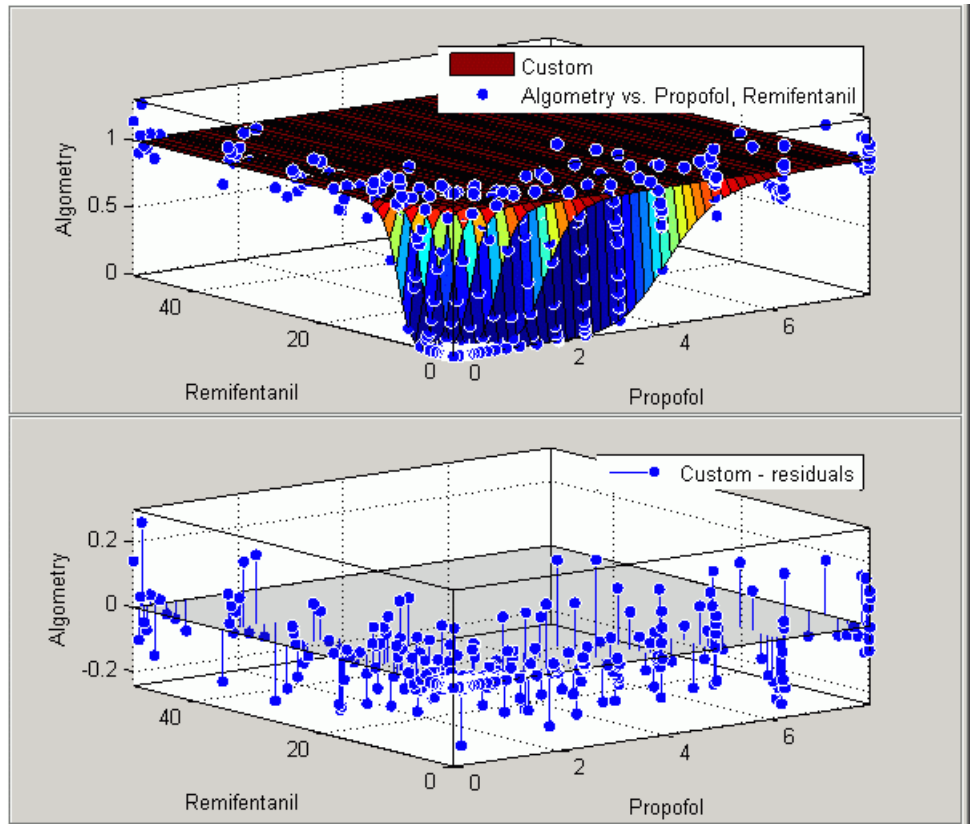 Custom
Algometry vs. Propofol, Remifentanil
1
0.5
0
Algometry
40
20
0
0
2
4
6
Remifentanil
Propofol
Custom - residuals
0.2
0
-0.2
Algometry
40
20
0
0
2
4
6
Remifentanil
Propofol